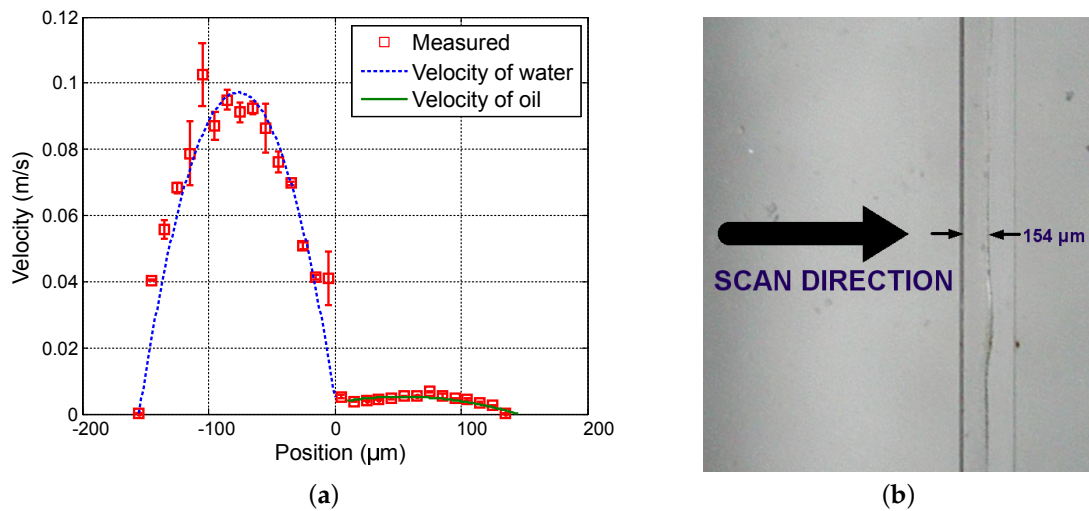 0.12
0.1
0.08
0.06
0.04
0.02
0
Velocity (m/s)
Measured
Velocity of water
Velocity of oil
-200 -100 0 100 200
Position (µm)
(a)
SCAN DIRECTION
154 µm
(b)